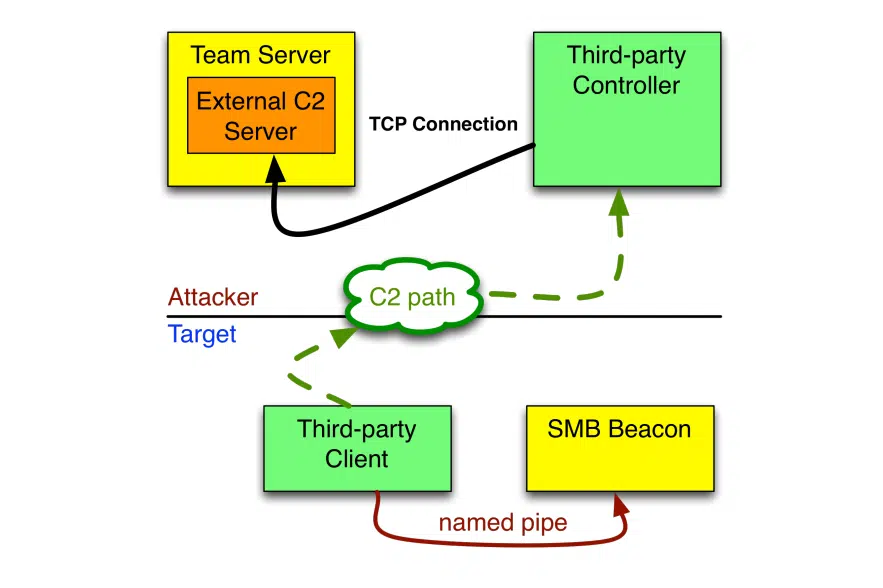 Team Server
External C2
Server
TCP Connection
Third-party
Controller
C2 path
Attacker
Target
Third-party
Client
SMB Beacon
named pipe